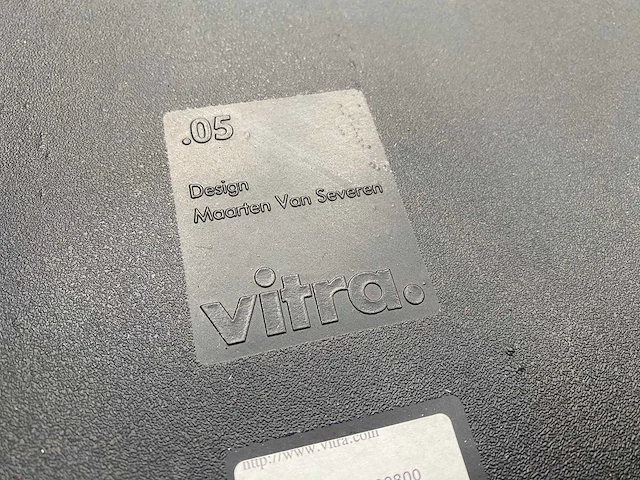 .05
Design
Maarten Van Severen
vitra.
http://www.vitra.com